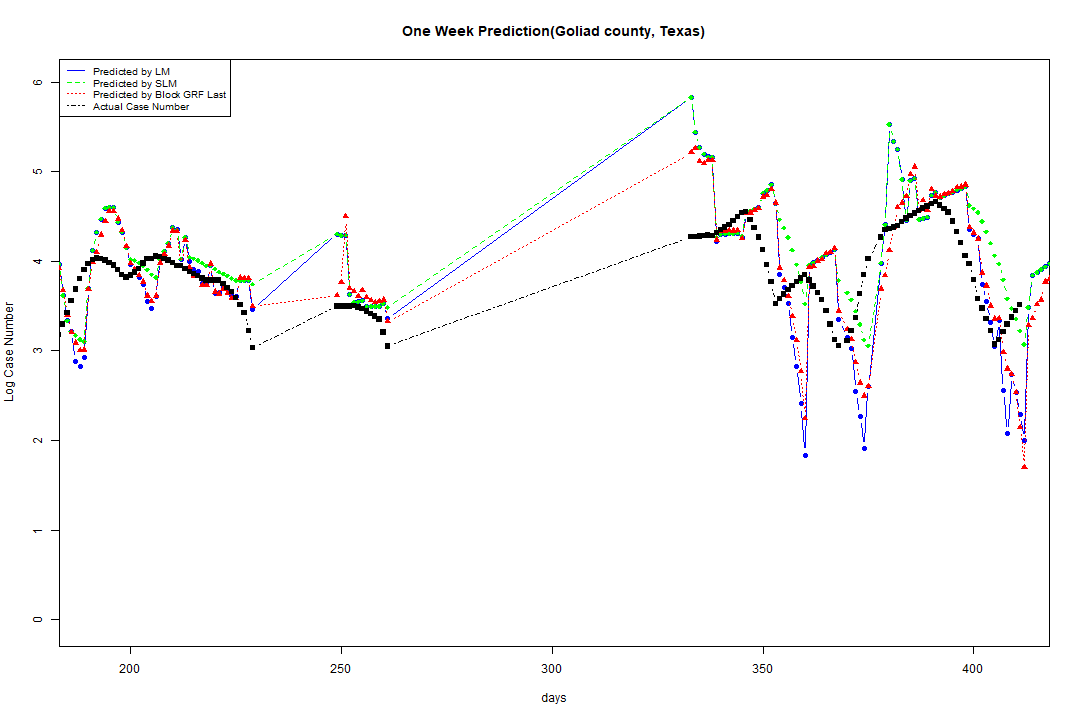 One Week Prediction(Goliad county, Texas)
Predicted by LM
Predicted by SLM
Predicted by Block GRF Last
Actual Case Number
6
5
4
3
2
1
0
Log Case Number
200 250 300 350 400
days